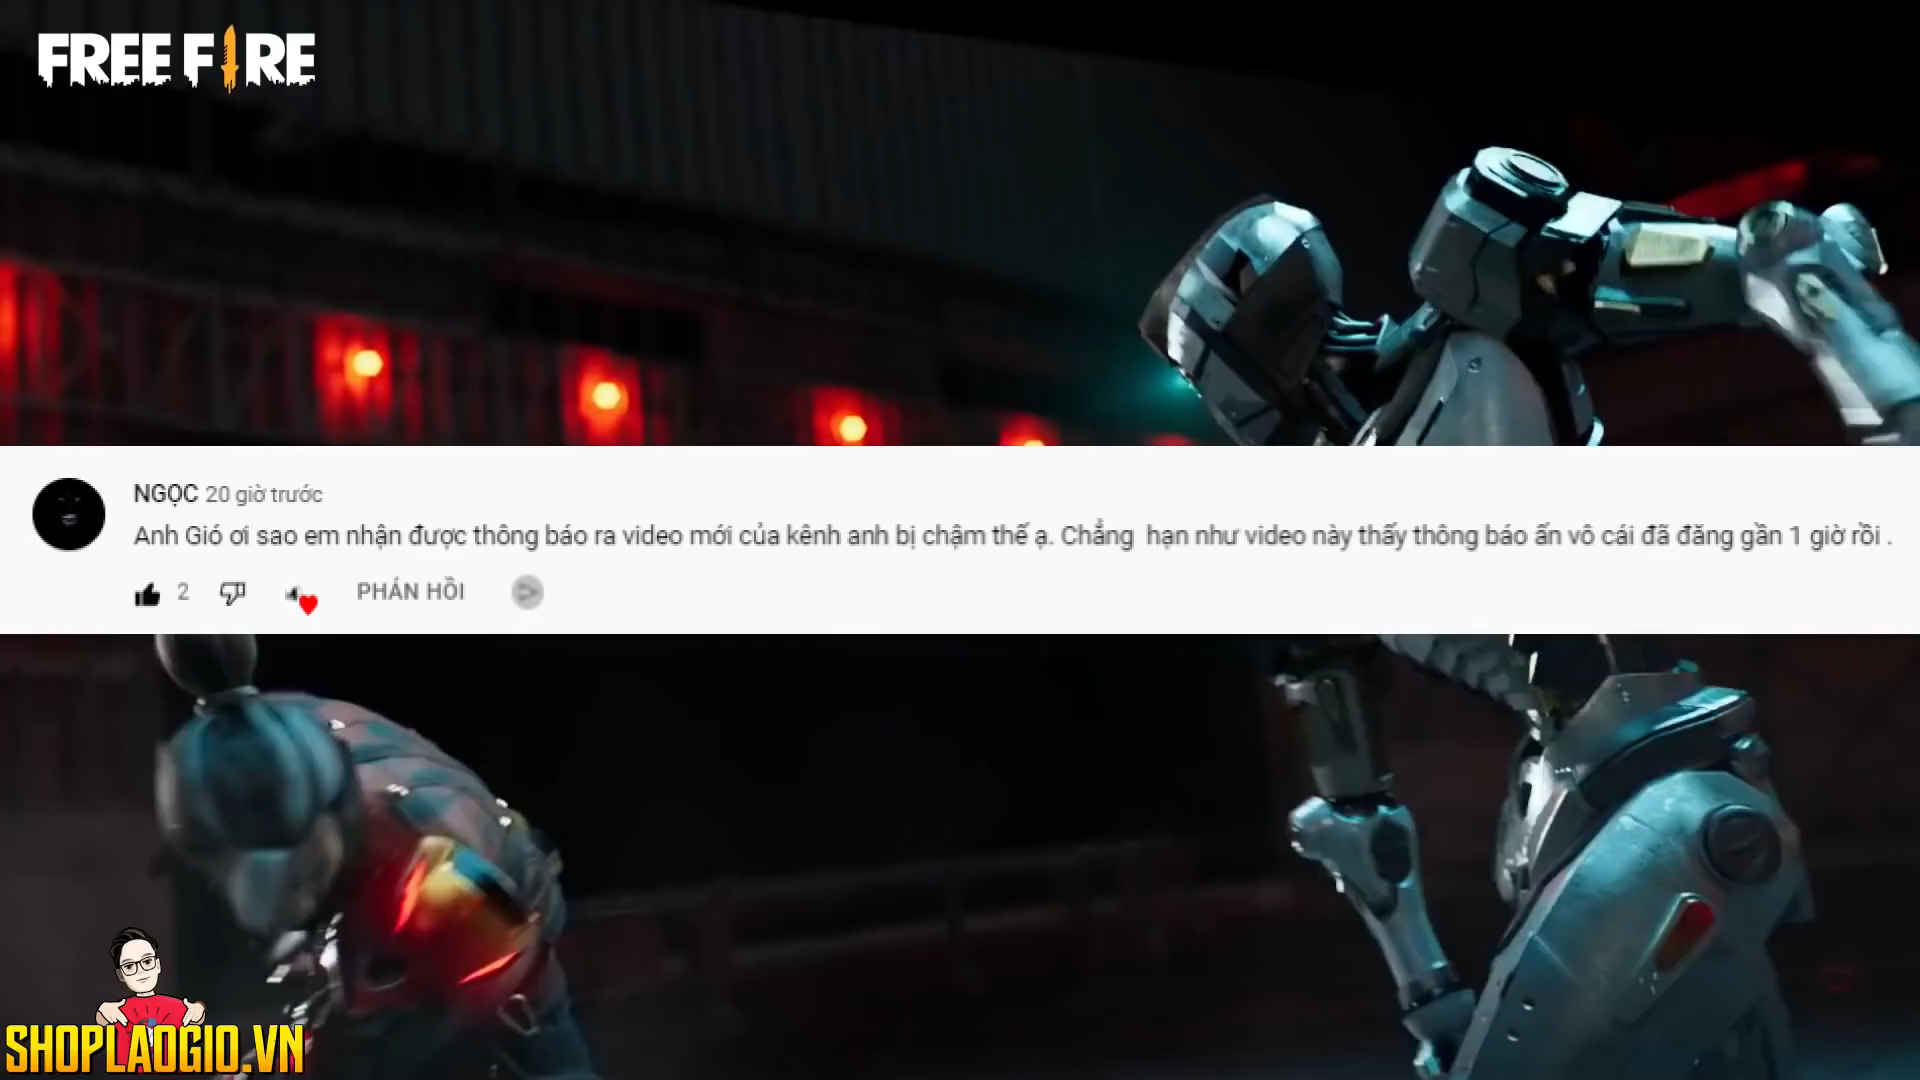 FREE FIRE
NGỌC 20 giờ trước
Anh Gió ơi sao em nhận được thông báo ra video mới của kênh anh bị chậm thế ạ. Chẳng hạn như video này thấy thông báo ấn vô cái đã đăng gần 1 giờ rồi .
2 PHẢN HỒI
SHOPLAOGIO.VN